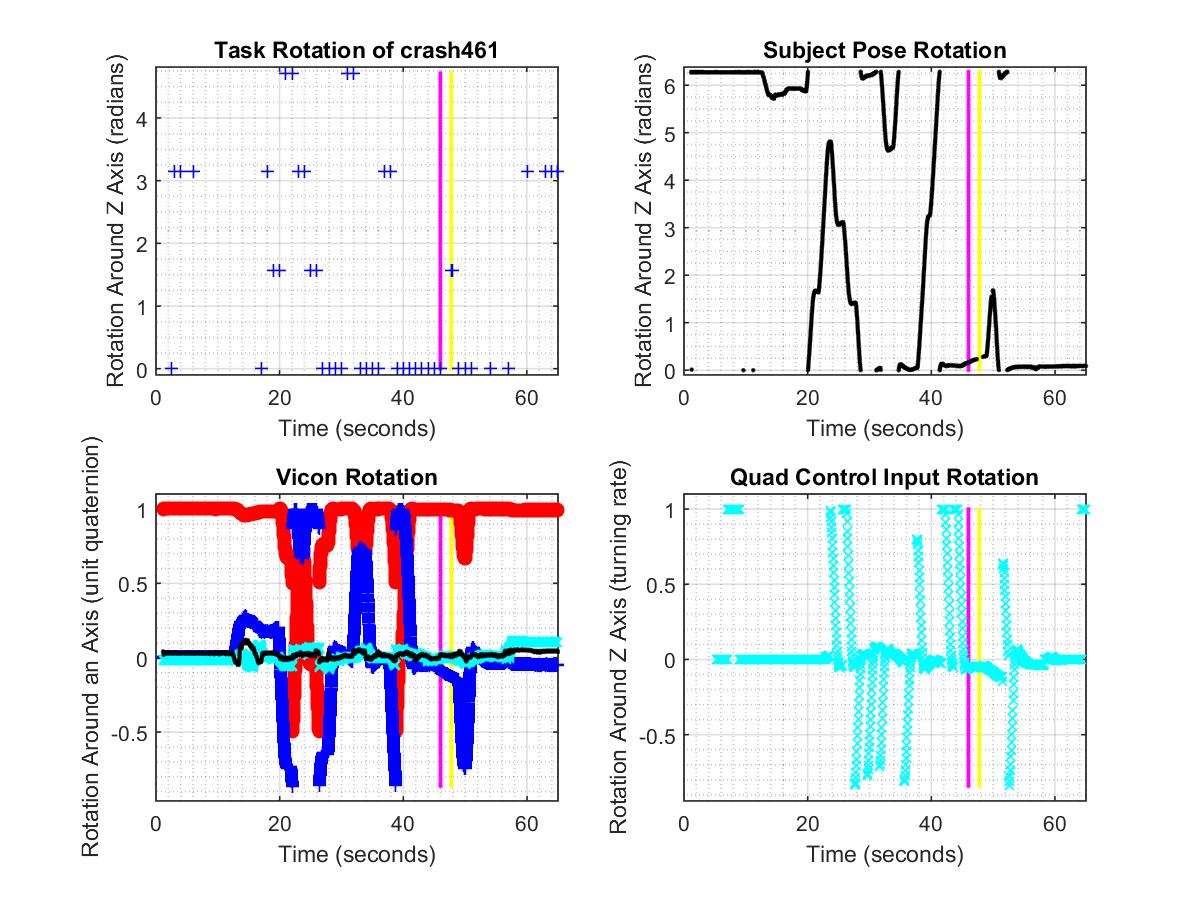 Task Rotation of crash461
Rotation Around Z Axis (radians)
4
3
2
1
0
0 20 40 60
Time (seconds)
Subject Pose Rotation
Rotation Around Z Axis (radians)
6
5
4
3
2
1
0
0 20 40 60
Time (seconds)
Vicon Rotation
Rotation Around an Axis (unit quaternion)
1
0.5
0
-0.5
0 20 40 60
Time (seconds)
Quad Control Input Rotation
Rotation Around Z Axis (turning rate)
1
0.5
0
-0.5
0 20 40 60
Time (seconds)